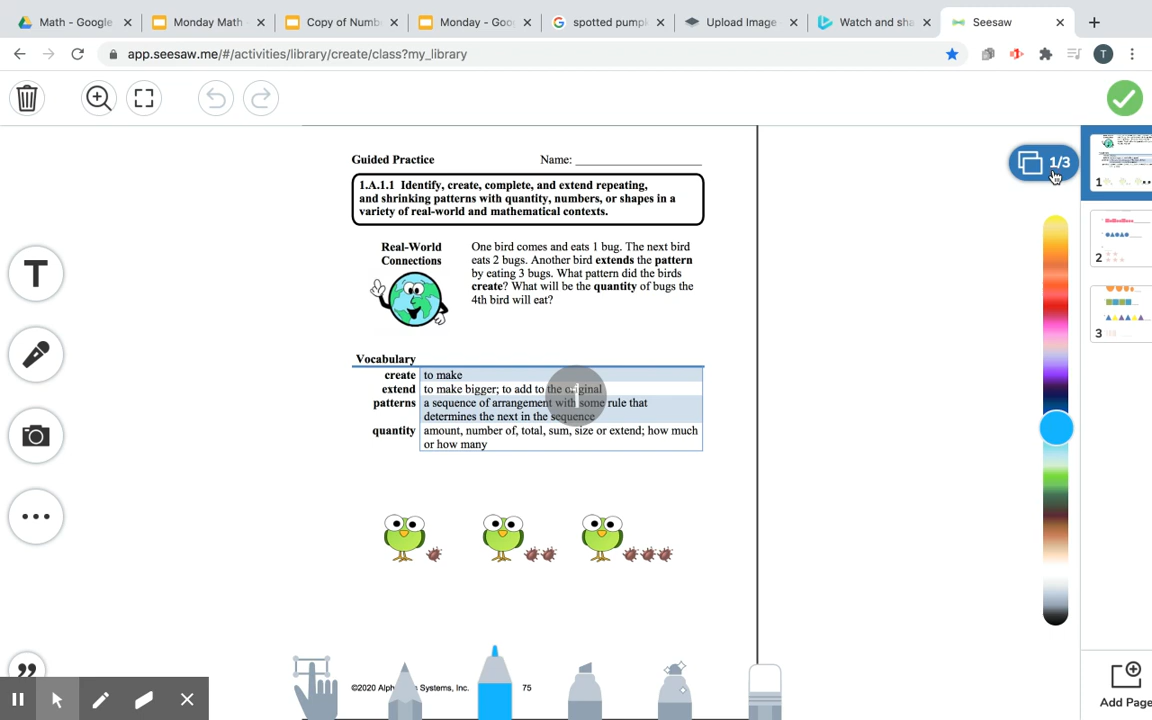 Math - Google
Monday Math
Copy of Numb
Monday - Goo
spotted pump
Upload Image
Watch and sha
Seesaw
app.seesaw.me/#/activities/library/create/class?my_library
T
1/3
Guided Practice Name:
1.A.1.1 Identify, create, complete, and extend repeating,
and shrinking patterns with quantity, numbers, or shapes in a
variety of real-world and mathematical contexts.
Real-World
Connections
One bird comes and eats 1 bug. The next bird
eats 2 bugs. Another bird extends the pattern
by eating 3 bugs. What pattern did the birds
create? What will be the quantity of bugs the
4th bird will eat?
Vocabulary
create to make
extend to make bigger; to add to the original
patterns a sequence of arrangement with some rule that
determines the next in the sequence
quantity amount, number of, total, sum, size or extend; how much
or how many
1
T
1
2
3
©2020 Alph Systems, Inc. 75
Add Page